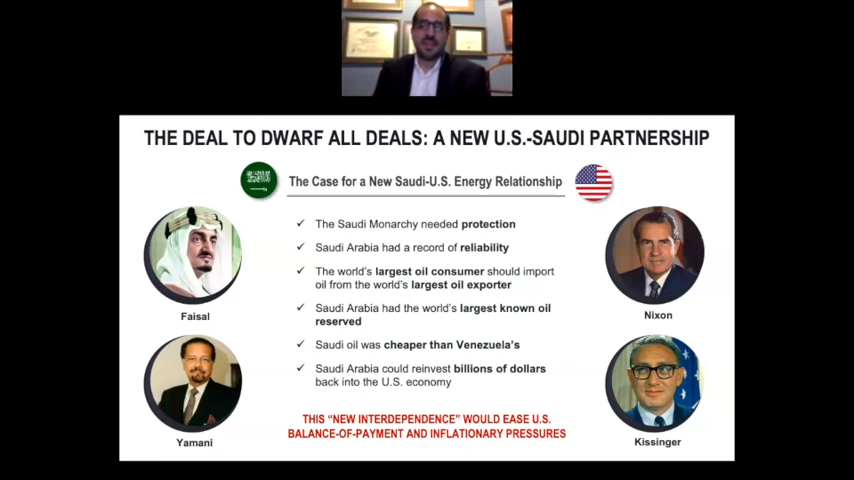 THE DEAL TO DWARF ALL DEALS: A NEW U.S.-SAUDI PARTNERSHIP
The Case for a New Saudi-U.S. Energy Relationship
✓ The Saudi Monarchy needed protection
✓ Saudi Arabia had a record of reliability
✓ The world's largest oil consumer should import
oil from the world's largest oil exporter
✓ Saudi Arabia had the world's largest known oil
reserved
✓ Saudi oil was cheaper than Venezuela's
✓ Saudi Arabia could reinvest billions of dollars
back into the U.S. economy
THIS "NEW INTERDEPENDENCE" WOULD EASE U.S.
BALANCE-OF-PAYMENT AND INFLATIONARY PRESSURES
Faisal
Yamani
Nixon
Kissinger